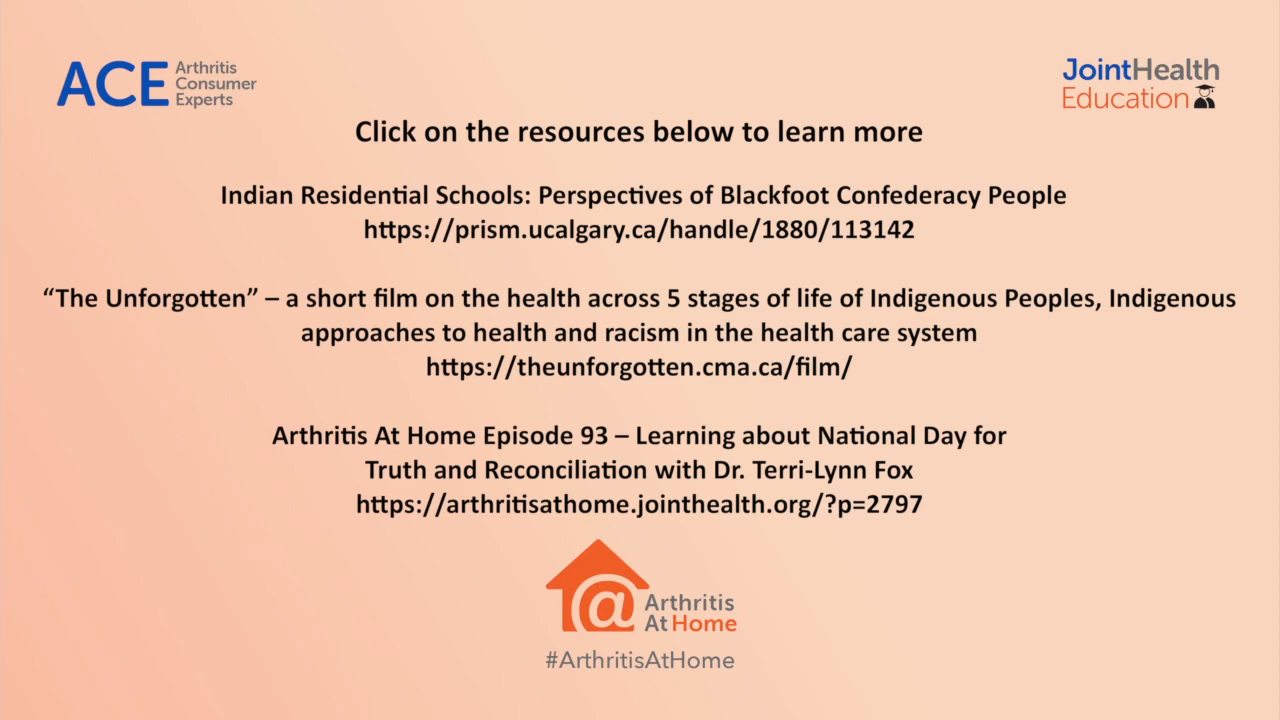 ACE Arthritis
Consumer
Experts
JointHealth
Education
Click on the resources below to learn more
Indian Residential Schools: Perspectives of Blackfoot Confederacy People
https://prism.ucalgary.ca/handle/1880/113142
“The Unforgotten” – a short film on the health across 5 stages of life of Indigenous Peoples, Indigenous
approaches to health and racism in the health care system
https://theunforgotten.cma.ca/film/
Arthritis At Home Episode 93 – Learning about National Day for
Truth and Reconciliation with Dr. Terri-Lynn Fox
https://arthritisathome.jointhealth.org/?p=2797
@ Arthritis
At Home
#ArthritisAtHome